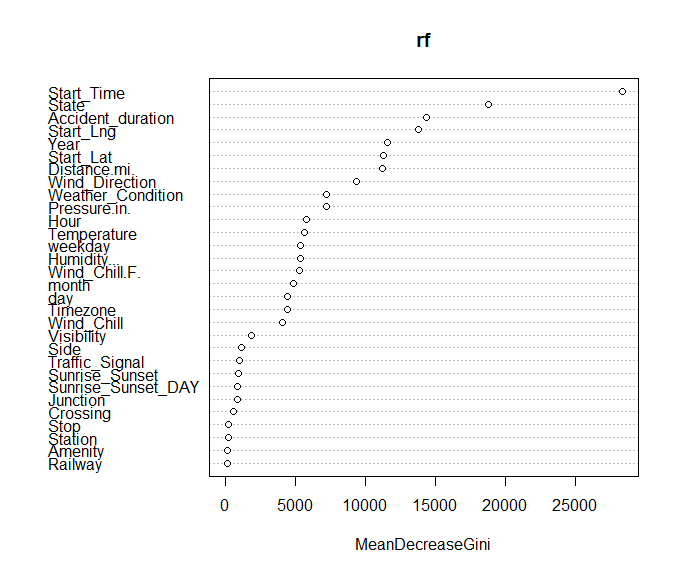 rf
Start_Time
State
Accident_duration
Start_Lng
Year
Start_Lat
Distance.mi.
Wind_Direction
Weather_Condition
Pressure.in.
Hour
Temperature
weekday
Humidity...
Wind_Chill.F.
month
day
Timezone
Wind_Chill
Visibility
Side
Traffic_Signal
Sunrise_Sunset
Sunrise_Sunset_DAY
Junction
Crossing
Stop
Station
Amenity
Railway
0 5000 10000 15000 20000 25000
MeanDecreaseGini